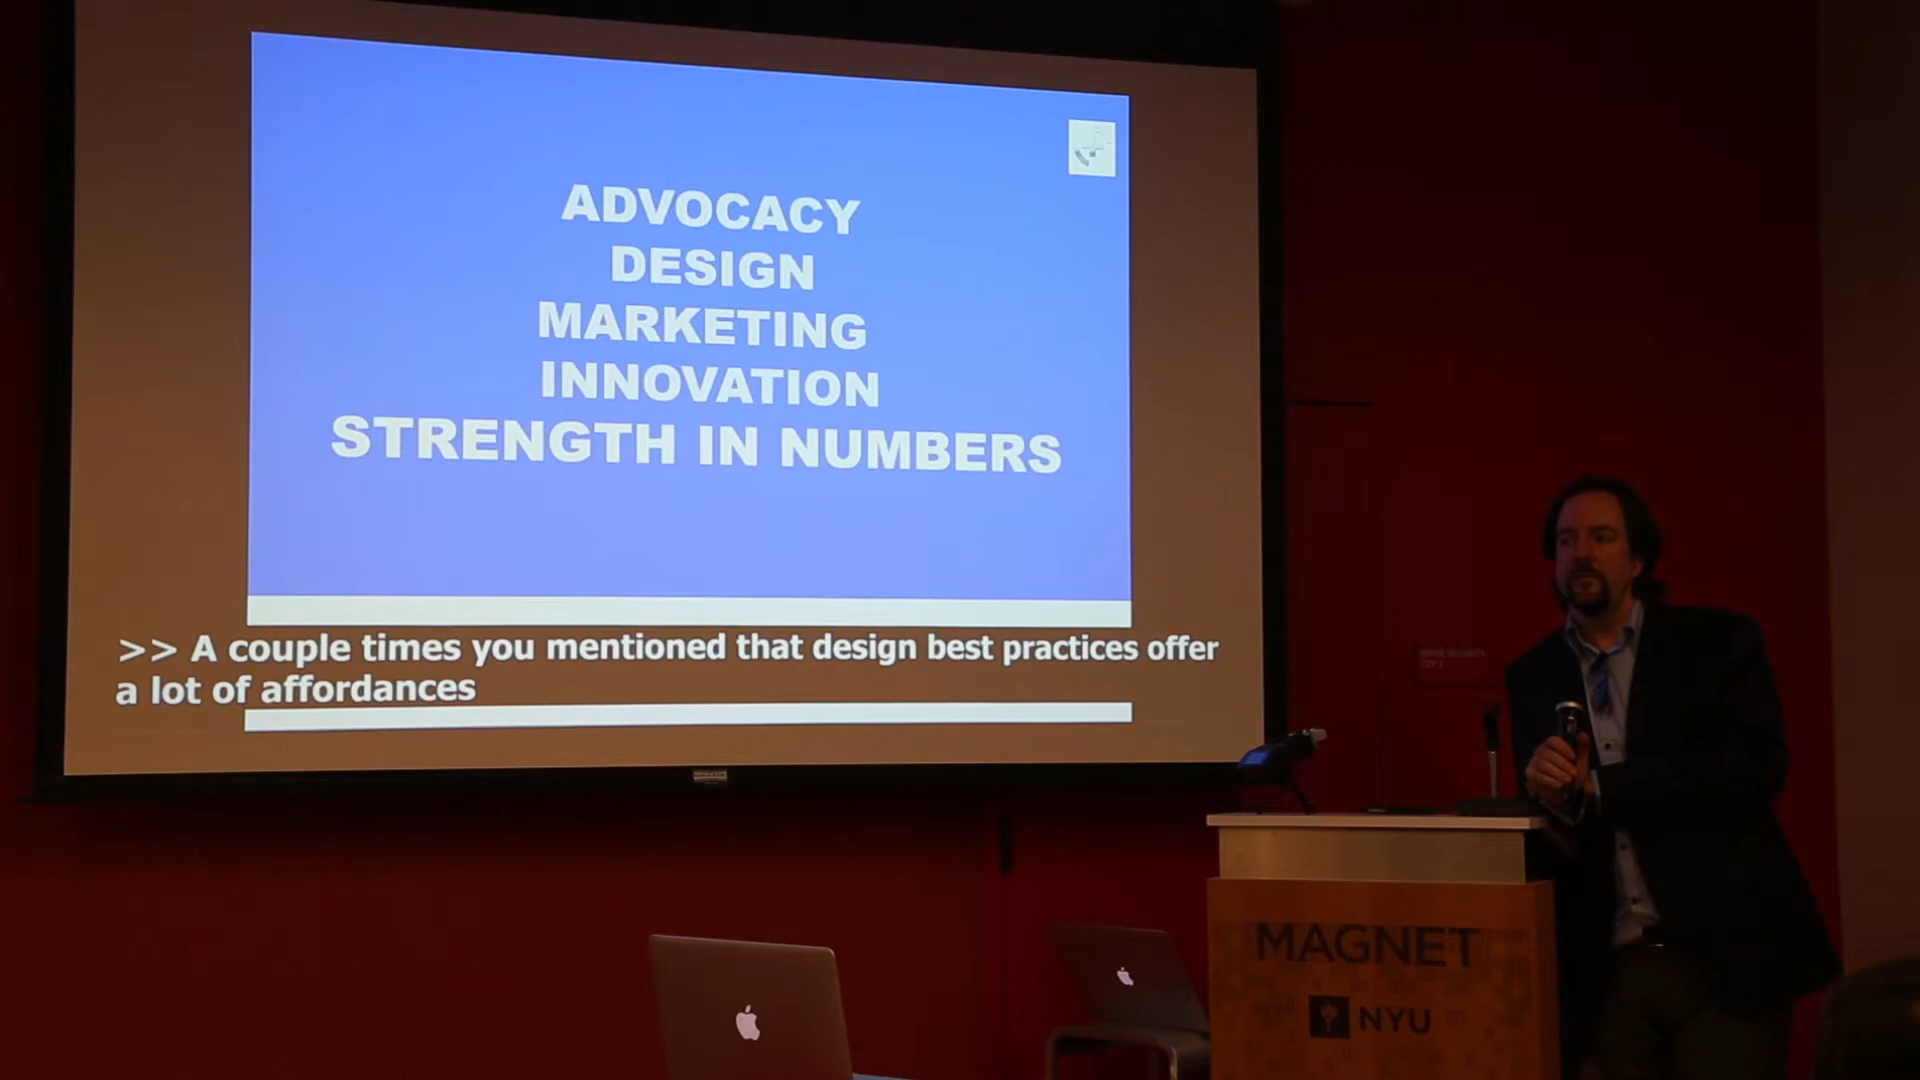 ADVOCACY
DESIGN
MARKETING
INNOVATION
STRENGTH IN NUMBERS
>> A couple times you mentioned that design best practices offer
a lot of affordances
MAGNET
NYU